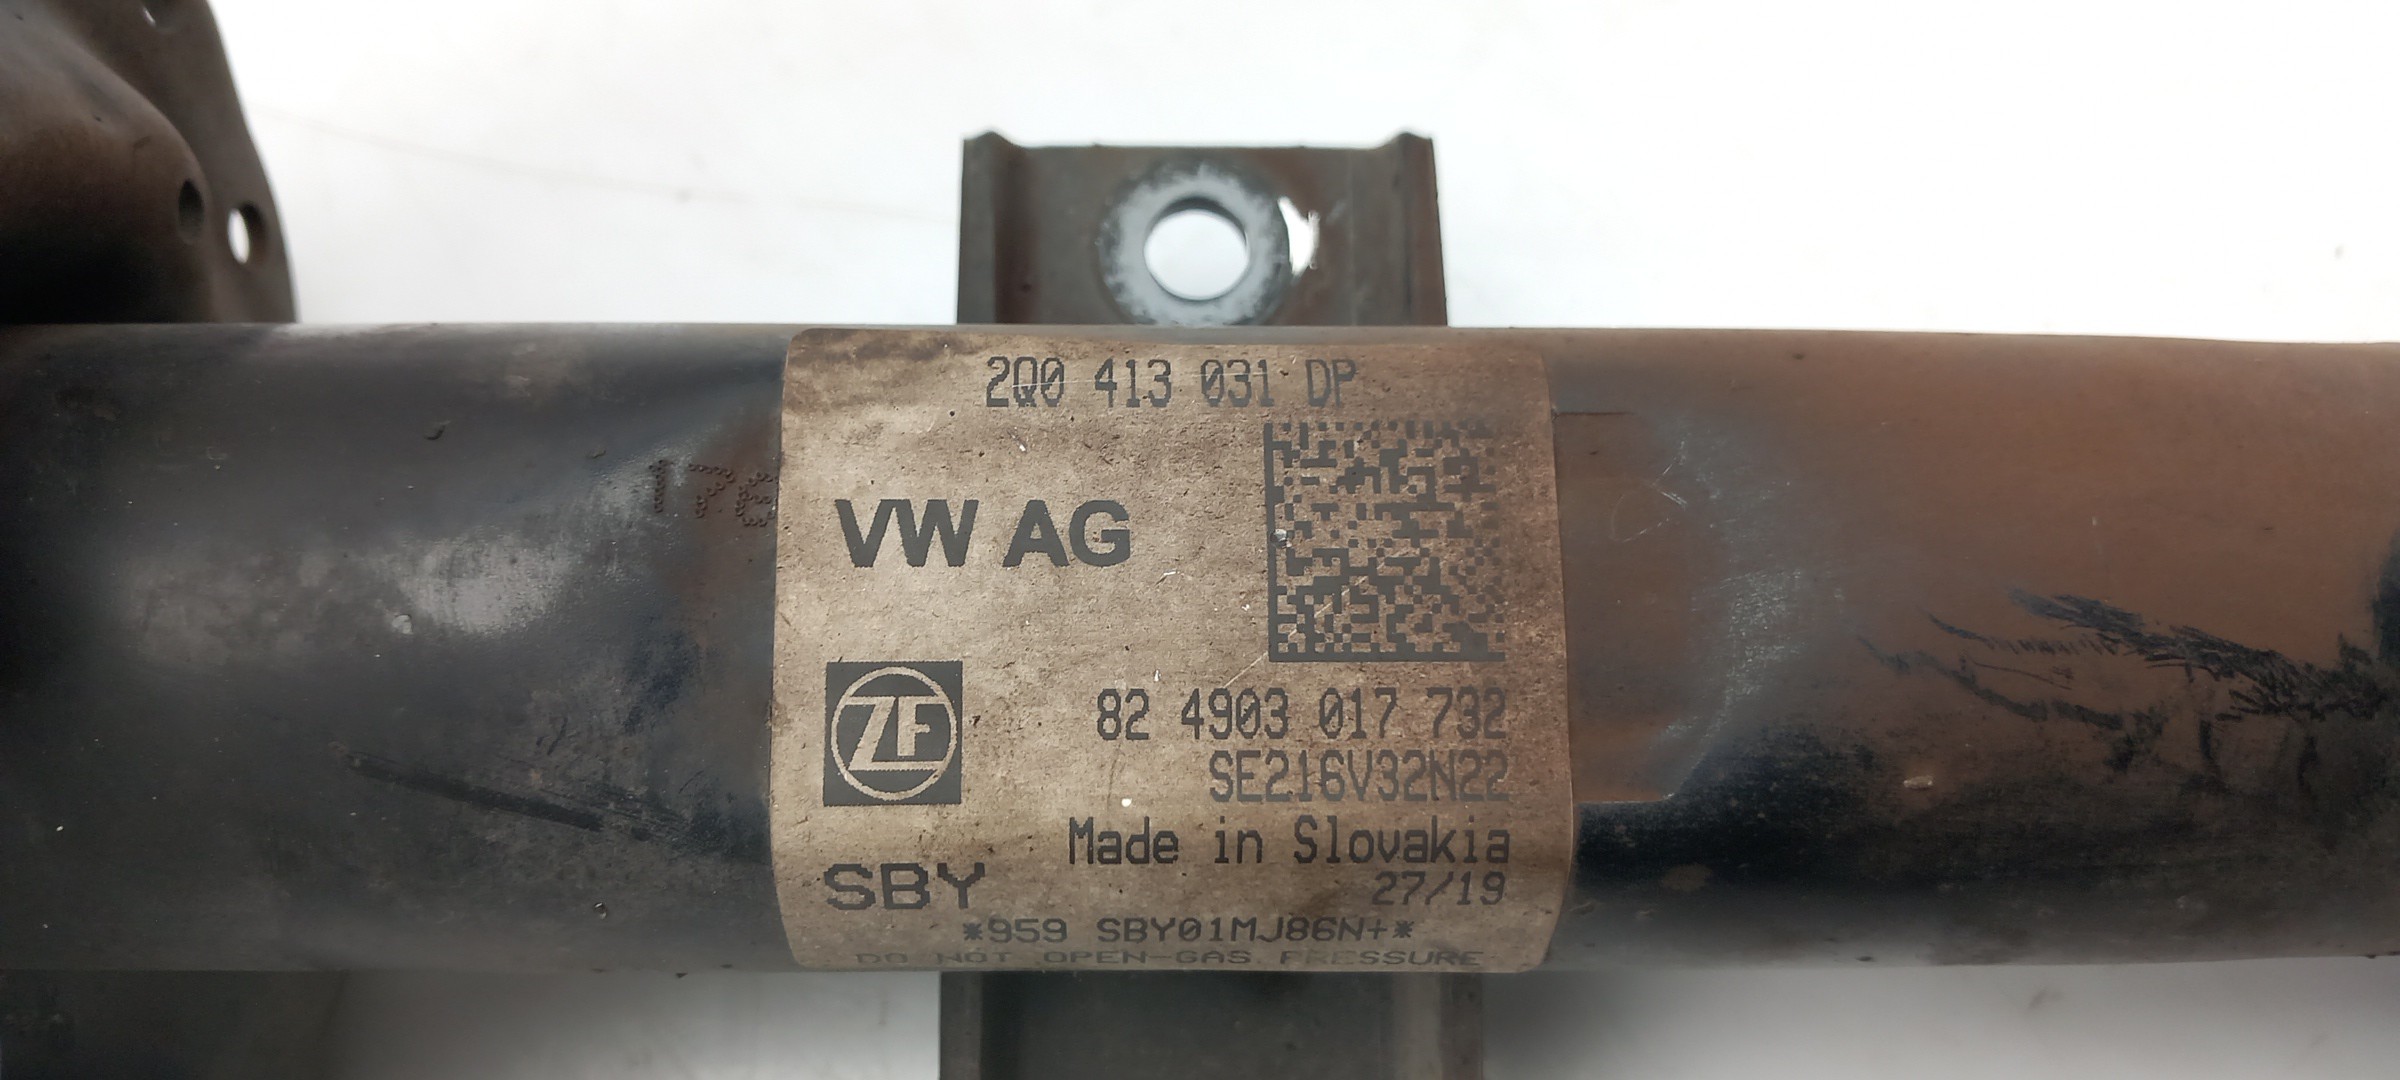 2Q0 413 031 DP
178
VW AG
ZF
82 4903 017 732
SE216V32N22
Made in Slovakia
SBY
27/19
*959 SBY01MJ86N+*
DO NOT OPEN-GAS PRESSURE